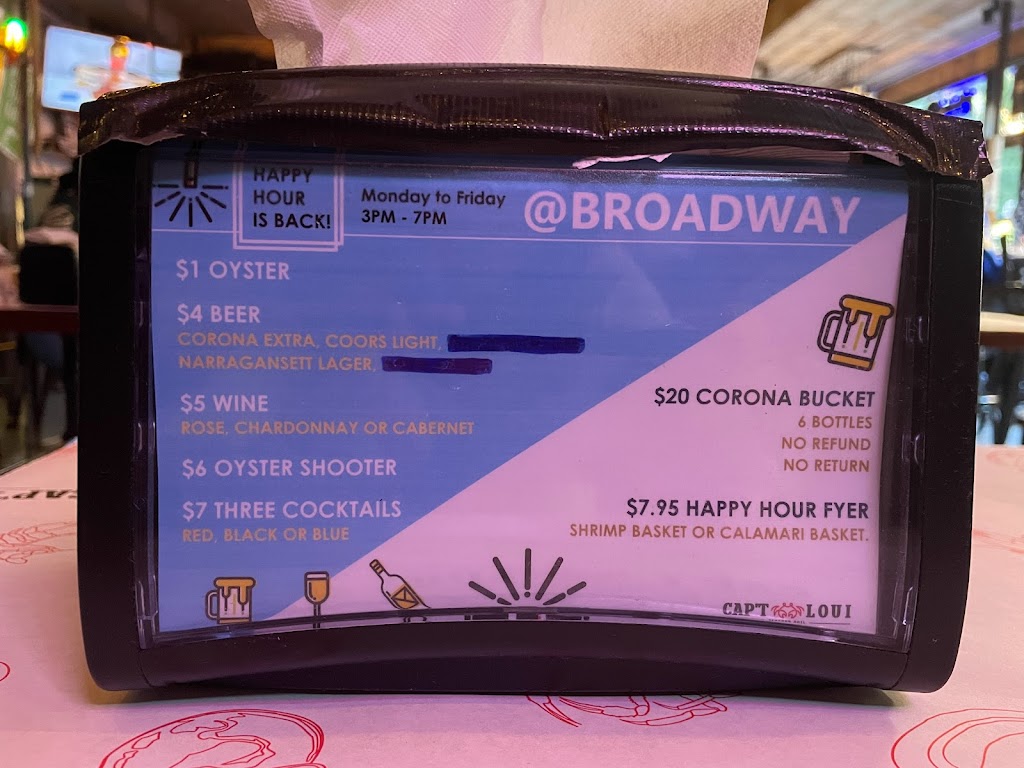 HAPPY
HOUR
IS BACK!
Monday to Friday
3PM - 7PM
@BROADWAY
$1 OYSTER
$4 BEER
CORONA EXTRA, COORS LIGHT,
NARRAGANSETT LAGER,
$5 WINE
ROSE, CHARDONNAY OR CABERNET
$6 OYSTER SHOOTER
$7 THREE COCKTAILS
RED, BLACK OR BLUE
$20 CORONA BUCKET
6 BOTTLES
NO REFUND
NO RETURN
$7.95 HAPPY HOUR FYER
SHRIMP BASKET OR CALAMARI BASKET.
CAP'T LOUI
CAP'T